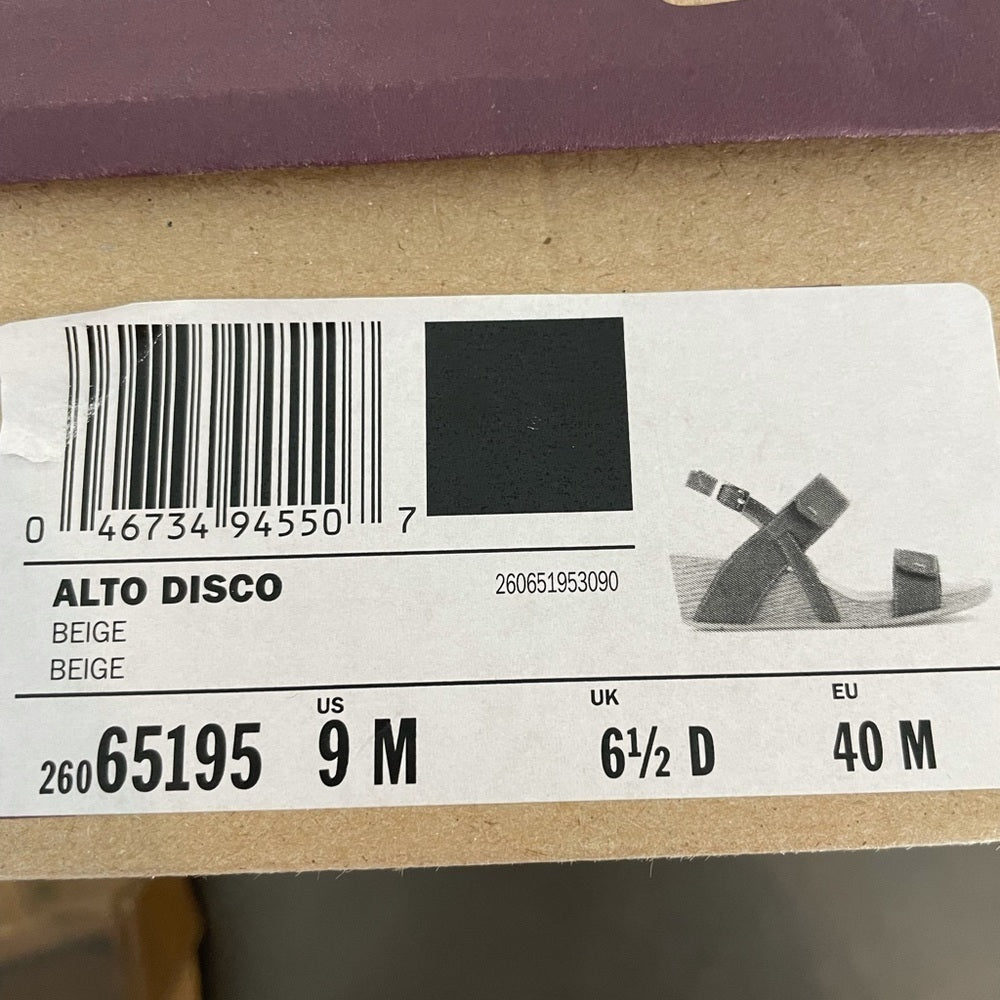 0 46734 94550 7
ALTO DISCO
260651953090
BEIGE
BEIGE
26065195
US
9 M
UK
6½ D
EU
40 M